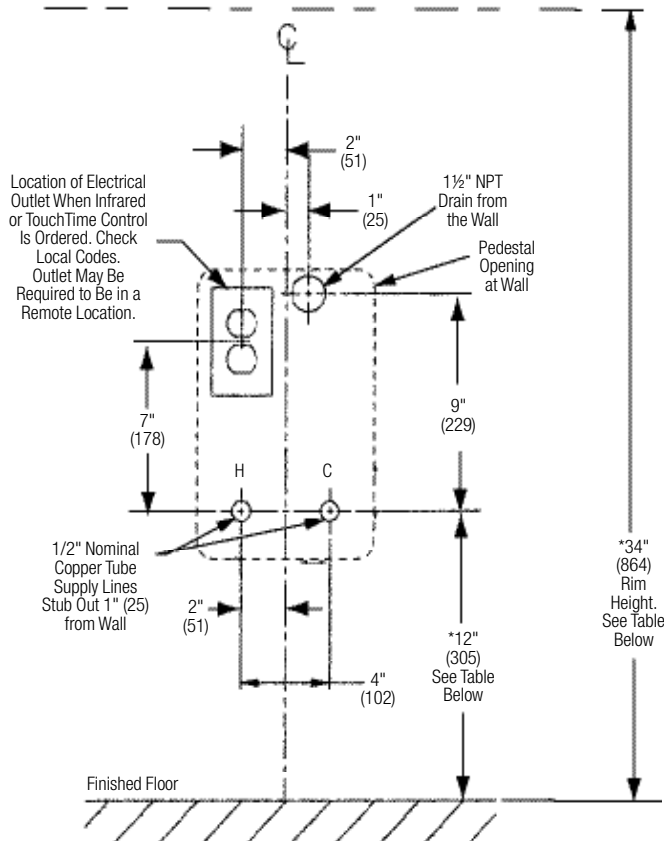 ℄
2"
(51)
Location of Electrical
Outlet When Infrared
or TouchTime Control
Is Ordered. Check
Local Codes.
Outlet May Be
Required to Be in a
Remote Location.
1"
(25)
1½" NPT
Drain from
the Wall
Pedestal
Opening
at Wall
7"
(178)
9"
(229)
H
C
1/2" Nominal
Copper Tube
Supply Lines
Stub Out 1" (25)
from Wall
2"
(51)
4"
(102)
*12"
(305)
See Table
Below
*34"
(864)
Rim
Height.
See Table
Below
Finished Floor